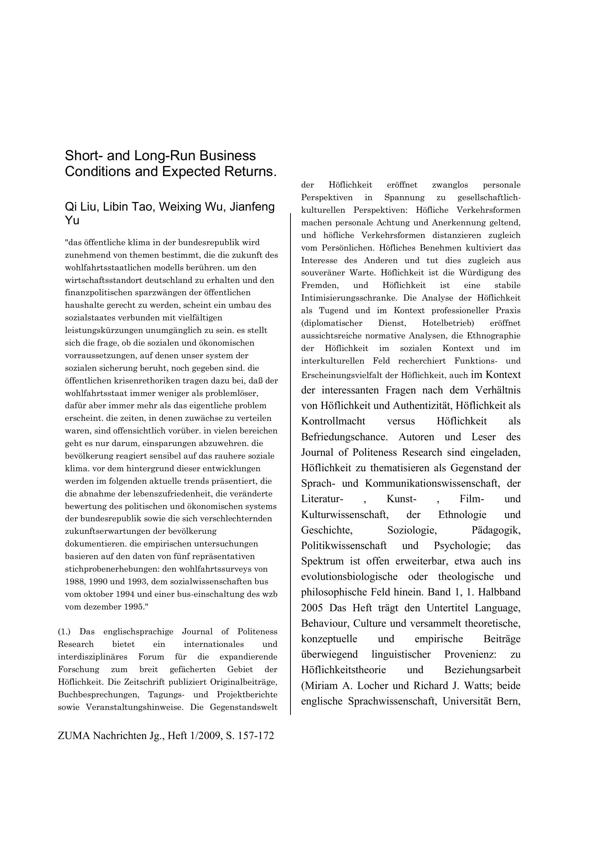 Short- and Long-Run Business
Conditions and Expected Returns.
Qi Liu, Libin Tao, Weixing Wu, Jianfeng
Yu
"das öffentliche klima in der bundesrepublik wird
zunehmend von themen bestimmt, die die zukunft des
wohlfahrtsstaatlichen modells berühren. um den
wirtschaftsstandort deutschland zu erhalten und den
finanzpolitischen sparzwängen der öffentlichen
haushalte gerecht zu werden, scheint ein umbau des
sozialstaates verbunden mit vielfältigen
leistungskürzungen unumgänglich zu sein. es stellt
sich die frage, ob die sozialen und ökonomischen
vorraussetzungen, auf denen unser system der
sozialen sicherung beruht, noch gegeben sind. die
öffentlichen krisenrethoriken tragen dazu bei, daß der
wohlfahrtsstaat immer weniger als problemlöser,
dafür aber immer mehr als das eigentliche problem
erscheint. die zeiten, in denen zuwächse zu verteilen
waren, sind offensichtlich vorüber. in vielen bereichen
geht es nur darum, einsparungen abzuwehren. die
bevölkerung reagiert sensibel auf das rauhere soziale
klima. vor dem hintergrund dieser entwicklungen
werden im folgenden aktuelle trends präsentiert, die
die abnahme der lebenszufriedenheit, die veränderte
bewertung des politischen und ökonomischen systems
der bundesrepublik sowie die sich verschlechternden
zukunftserwartungen der bevölkerung
dokumentieren. die empirischen untersuchungen
basieren auf den daten von fünf repräsentativen
stichprobenerhebungen: den wohlfahrtssurveys von
1988, 1990 und 1993, dem sozialwissenschaften bus
vom oktober 1994 und einer bus-einschaltung des wzb
vom dezember 1995."
(1.) Das englischsprachige Journal of Politeness
Research bietet ein internationales und
interdisziplinäres Forum für die expandierende
Forschung zum breit gefächerten Gebiet der
Höflichkeit. Die Zeitschrift publiziert Originalbeiträge,
Buchbesprechungen, Tagungs- und Projektberichte
sowie Veranstaltungshinweise. Die Gegenstandswelt
der Höflichkeit eröffnet zwanglos personale
Perspektiven in Spannung zu gesellschaftlich-
kulturellen Perspektiven: Höfliche Verkehrsformen
machen personale Achtung und Anerkennung geltend,
und höfliche Verkehrsformen distanzieren zugleich
vom Persönlichen. Höfliches Benehmen kultiviert das
Interesse des Anderen und tut dies zugleich aus
souveräner Warte. Höflichkeit ist die Würdigung des
Fremden, und Höflichkeit ist eine stabile
Intimisierungsschranke. Die Analyse der Höflichkeit
als Tugend und im Kontext professioneller Praxis
(diplomatischer Dienst, Hotelbetrieb) eröffnet
aussichtsreiche normative Analysen, die Ethnographie
der Höflichkeit im sozialen Kontext und im
interkulturellen Feld recherchiert Funktions- und
Erscheinungsvielfalt der Höflichkeit, auch im Kontext
der interessanten Fragen nach dem Verhältnis
von Höflichkeit und Authentizität, Höflichkeit als
Kontrollmacht versus Höflichkeit als
Befriedungschance. Autoren und Leser des
Journal of Politeness Research sind eingeladen,
Höflichkeit zu thematisieren als Gegenstand der
Sprach- und Kommunikationswissenschaft, der
Literatur- , Kunst- , Film- und
Kulturwissenschaft, der Ethnologie und
Geschichte, Soziologie, Pädagogik,
Politikwissenschaft und Psychologie; das
Spektrum ist offen erweiterbar, etwa auch ins
evolutionsbiologische oder theologische und
philosophische Feld hinein. Band 1, 1. Halbband
2005 Das Heft trägt den Untertitel Language,
Behaviour, Culture und versammelt theoretische,
konzeptuelle und empirische Beiträge
überwiegend linguistischer Provenienz: zu
Höflichkeitstheorie und Beziehungsarbeit
(Miriam A. Locher und Richard J. Watts; beide
englische Sprachwissenschaft, Universität Bern,
ZUMA Nachrichten Jg., Heft 1/2009, S. 157-172